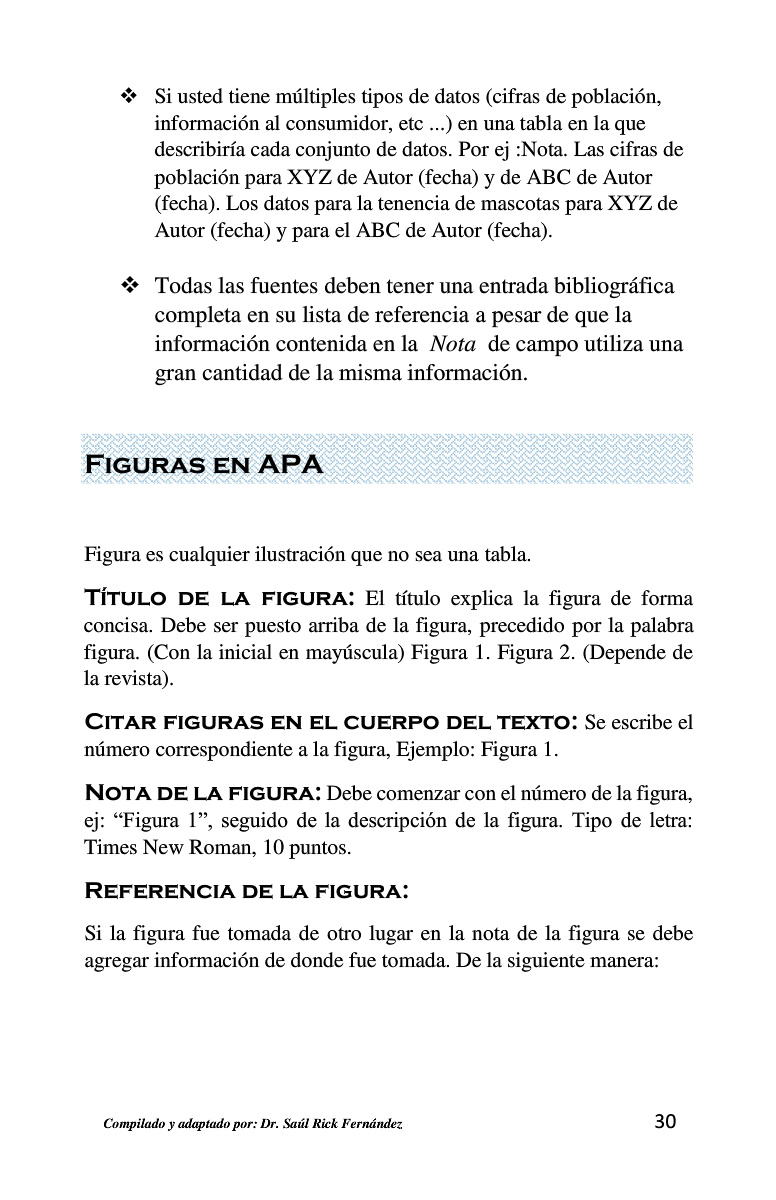 ❖ Si usted tiene múltiples tipos de datos (cifras de población,
información al consumidor, etc ...) en una tabla en la que
describiría cada conjunto de datos. Por ej :Nota. Las cifras de
población para XYZ de Autor (fecha) y de ABC de Autor
(fecha). Los datos para la tenencia de mascotas para XYZ de
Autor (fecha) y para el ABC de Autor (fecha).
❖ Todas las fuentes deben tener una entrada bibliográfica
completa en su lista de referencia a pesar de que la
información contenida en la Nota de campo utiliza una
gran cantidad de la misma información.
Figuras en APA
Figura es cualquier ilustración que no sea una tabla.
Título de la figura: El título explica la figura de forma
concisa. Debe ser puesto arriba de la figura, precedido por la palabra
figura. (Con la inicial en mayúscula) Figura 1. Figura 2. (Depende de
la revista).
Citar figuras en el cuerpo del texto: Se escribe el
número correspondiente a la figura, Ejemplo: Figura 1.
Nota de la figura: Debe comenzar con el número de la figura,
ej: “Figura 1”, seguido de la descripción de la figura. Tipo de letra:
Times New Roman, 10 puntos.
Referencia de la figura:
Si la figura fue tomada de otro lugar en la nota de la figura se debe
agregar información de donde fue tomada. De la siguiente manera:
Compilado y adaptado por: Dr. Saúl Rick Fernández 30